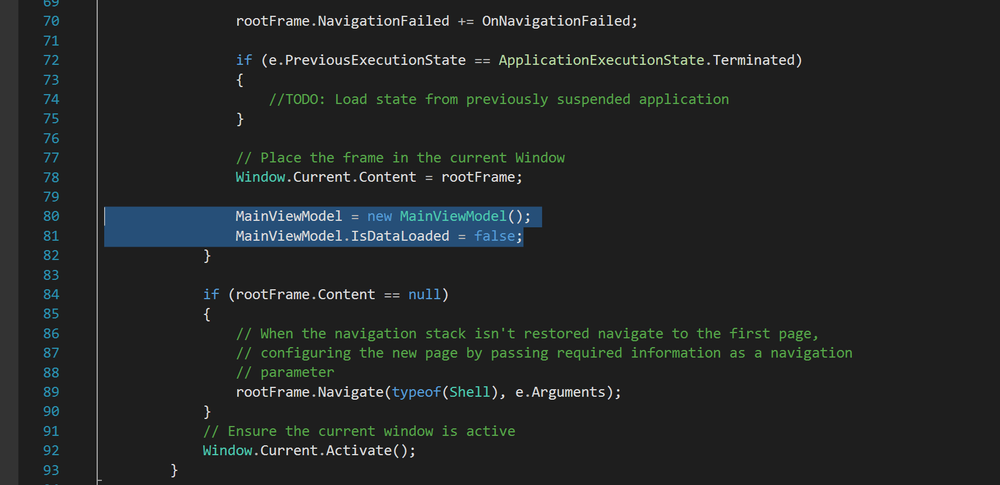 69
70 rootFrame.NavigationFailed += OnNavigationFailed;
71
72 if (e.PreviousExecutionState == ApplicationExecutionState.Terminated)
73 {
74 //TODO: Load state from previously suspended application
75 }
76
77 // Place the frame in the current Window
78 Window.Current.Content = rootFrame;
79
80 MainViewModel = new MainViewModel();
81 MainViewModel.IsDataLoaded = false;
82 }
83
84 if (rootFrame.Content == null)
85 {
86 // When the navigation stack isn't restored navigate to the first page,
87 // configuring the new page by passing required information as a navigation
88 // parameter
89 rootFrame.Navigate(typeof(Shell), e.Arguments);
90 }
91 // Ensure the current window is active
92 Window.Current.Activate();
93 }